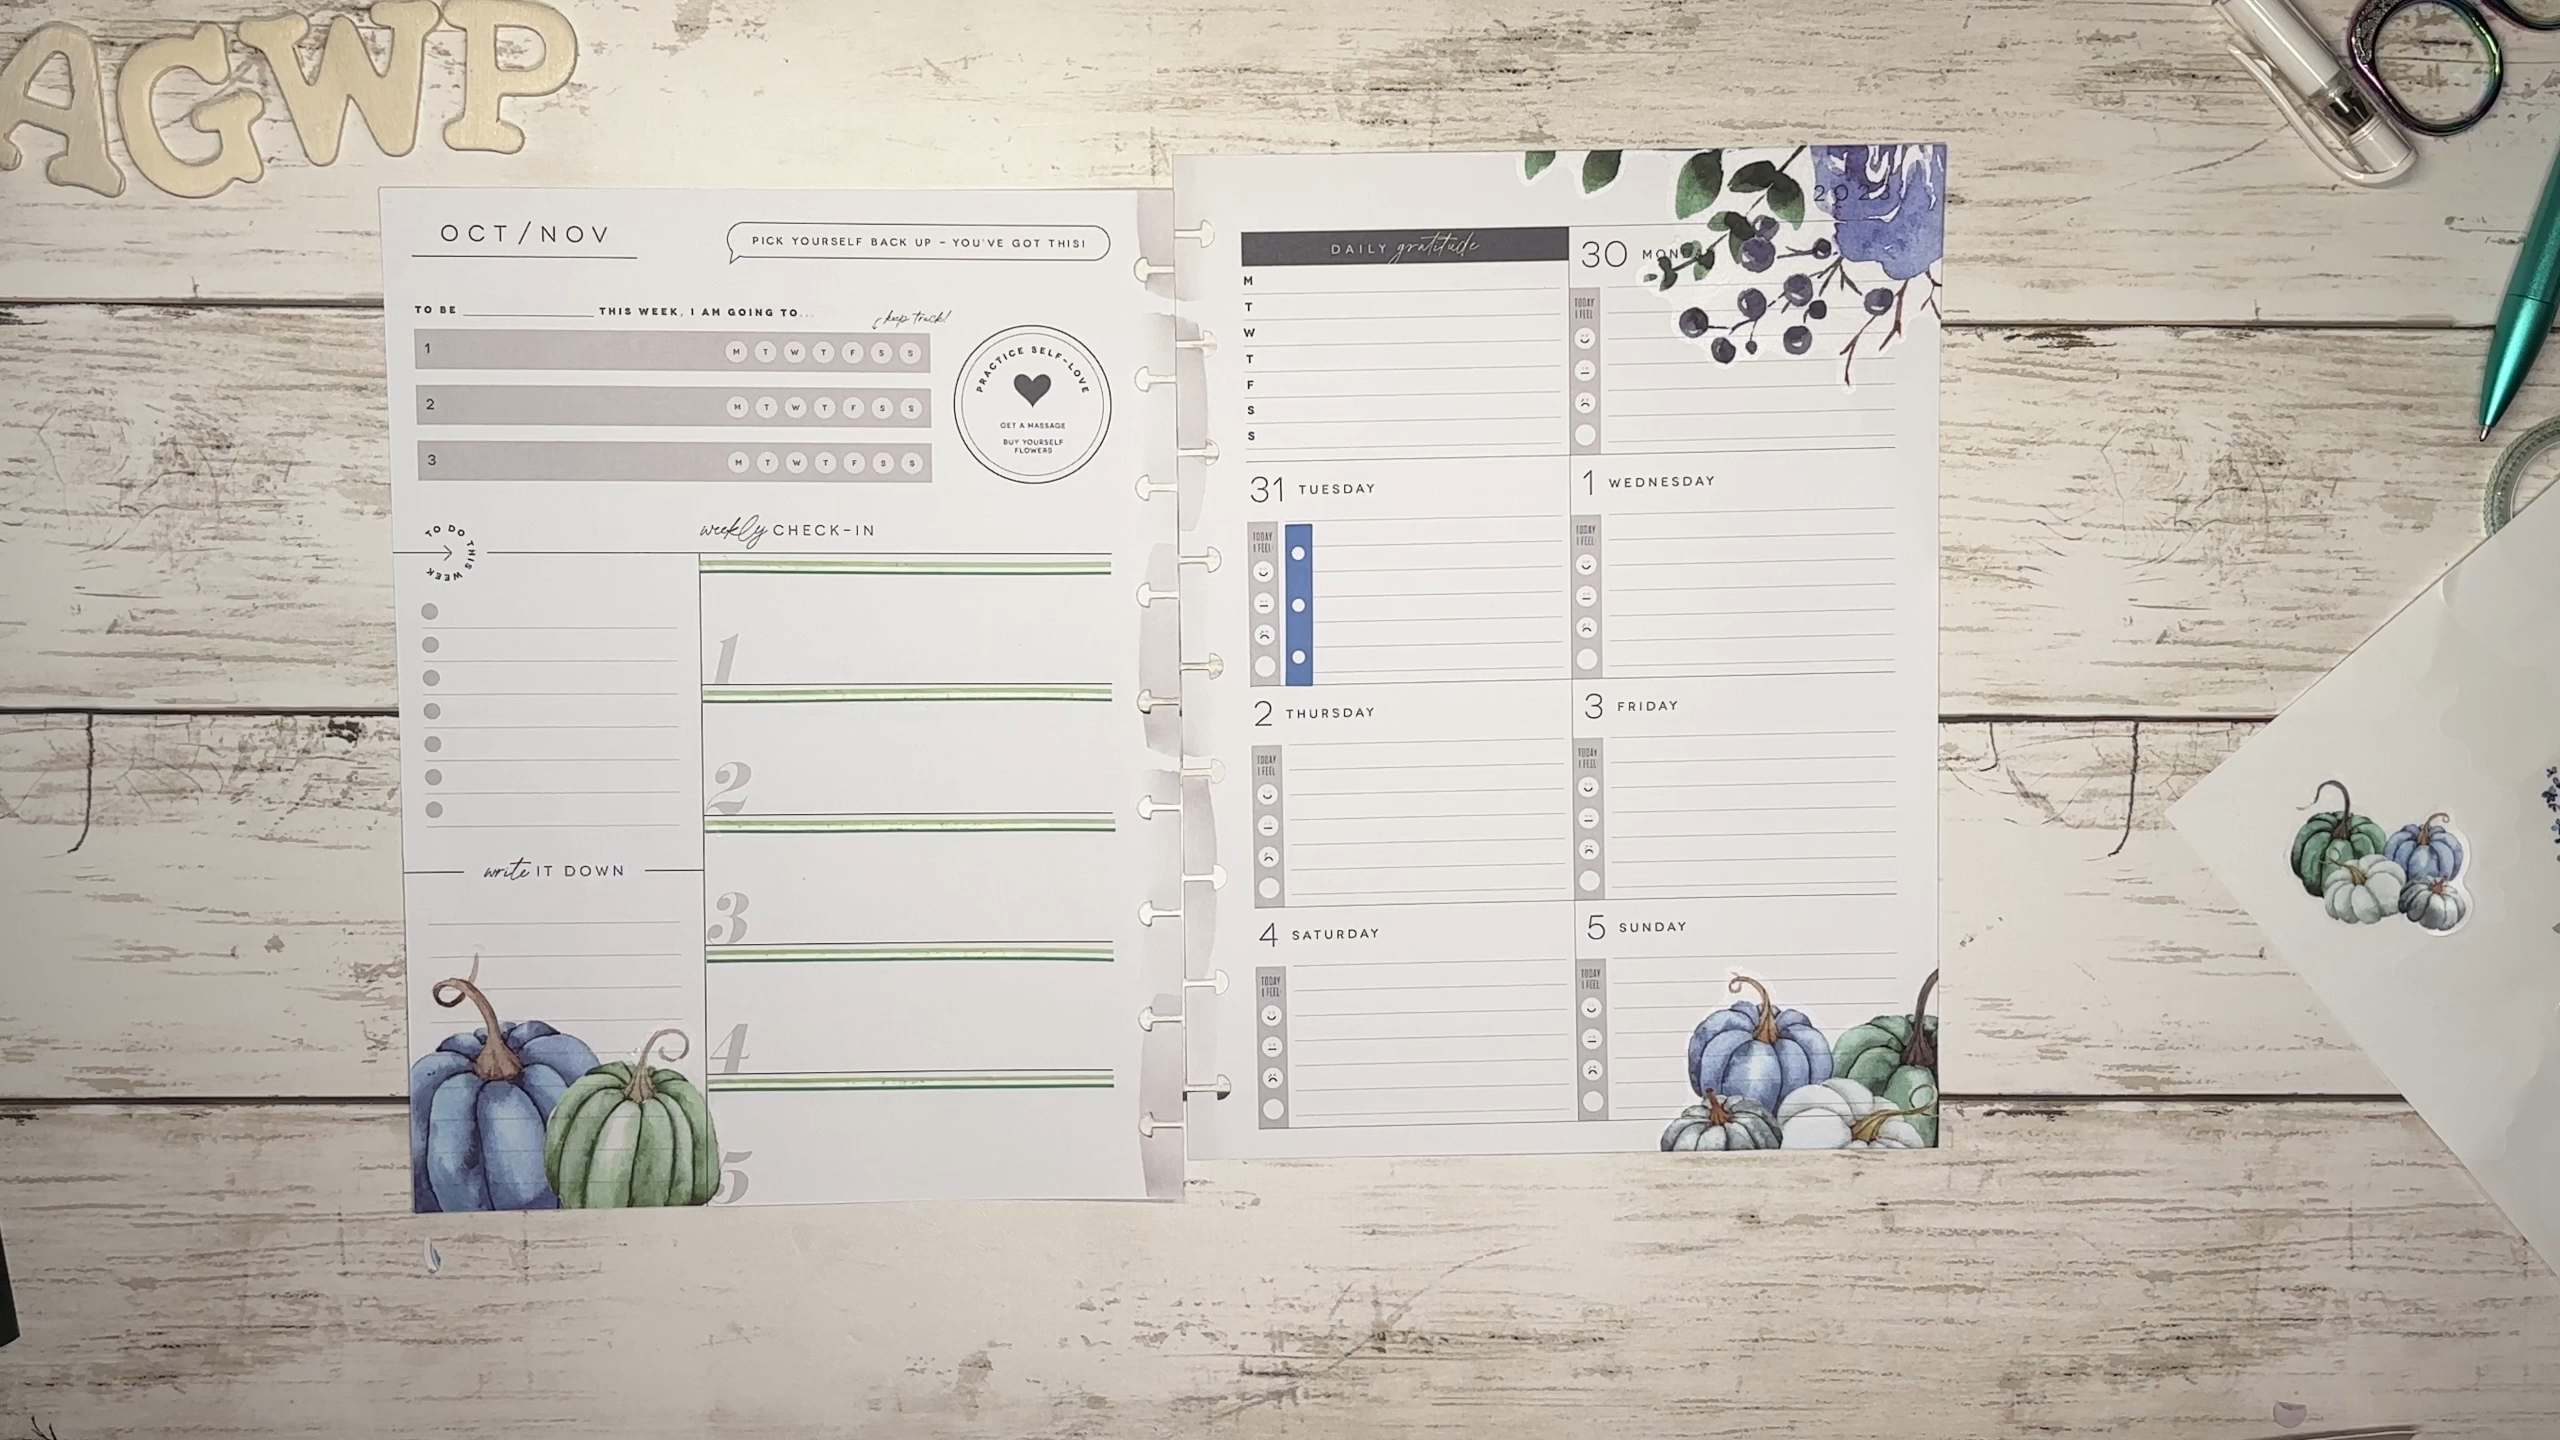 AGWP
OCT/NOV
PICK YOURSELF BACK UP – YOU'VE GOT THIS!
TO BE ____________ THIS WEEK, I AM GOING TO...
keep track!
1 M T W T F S S
2 M T W T F S S
3 M T W T F S S
PRACTICE SELF-LOVE
GET A MASSAGE
BUY YOURSELF
FLOWERS
TO DO THIS WEEK
weekly CHECK-IN
1
2
3
4
5
write IT DOWN
2023
DAILY gratitude
M
T
W
T
F
S
S
30 MONDAY
TODAY
I FEEL
31 TUESDAY
TODAY
I FEEL:
1 WEDNESDAY
TODAY
I FEEL
2 THURSDAY
TODAY
I FEEL
3 FRIDAY
TODAY
I FEEL
4 SATURDAY
TODAY
I FEEL:
5 SUNDAY
TODAY
I FEEL: